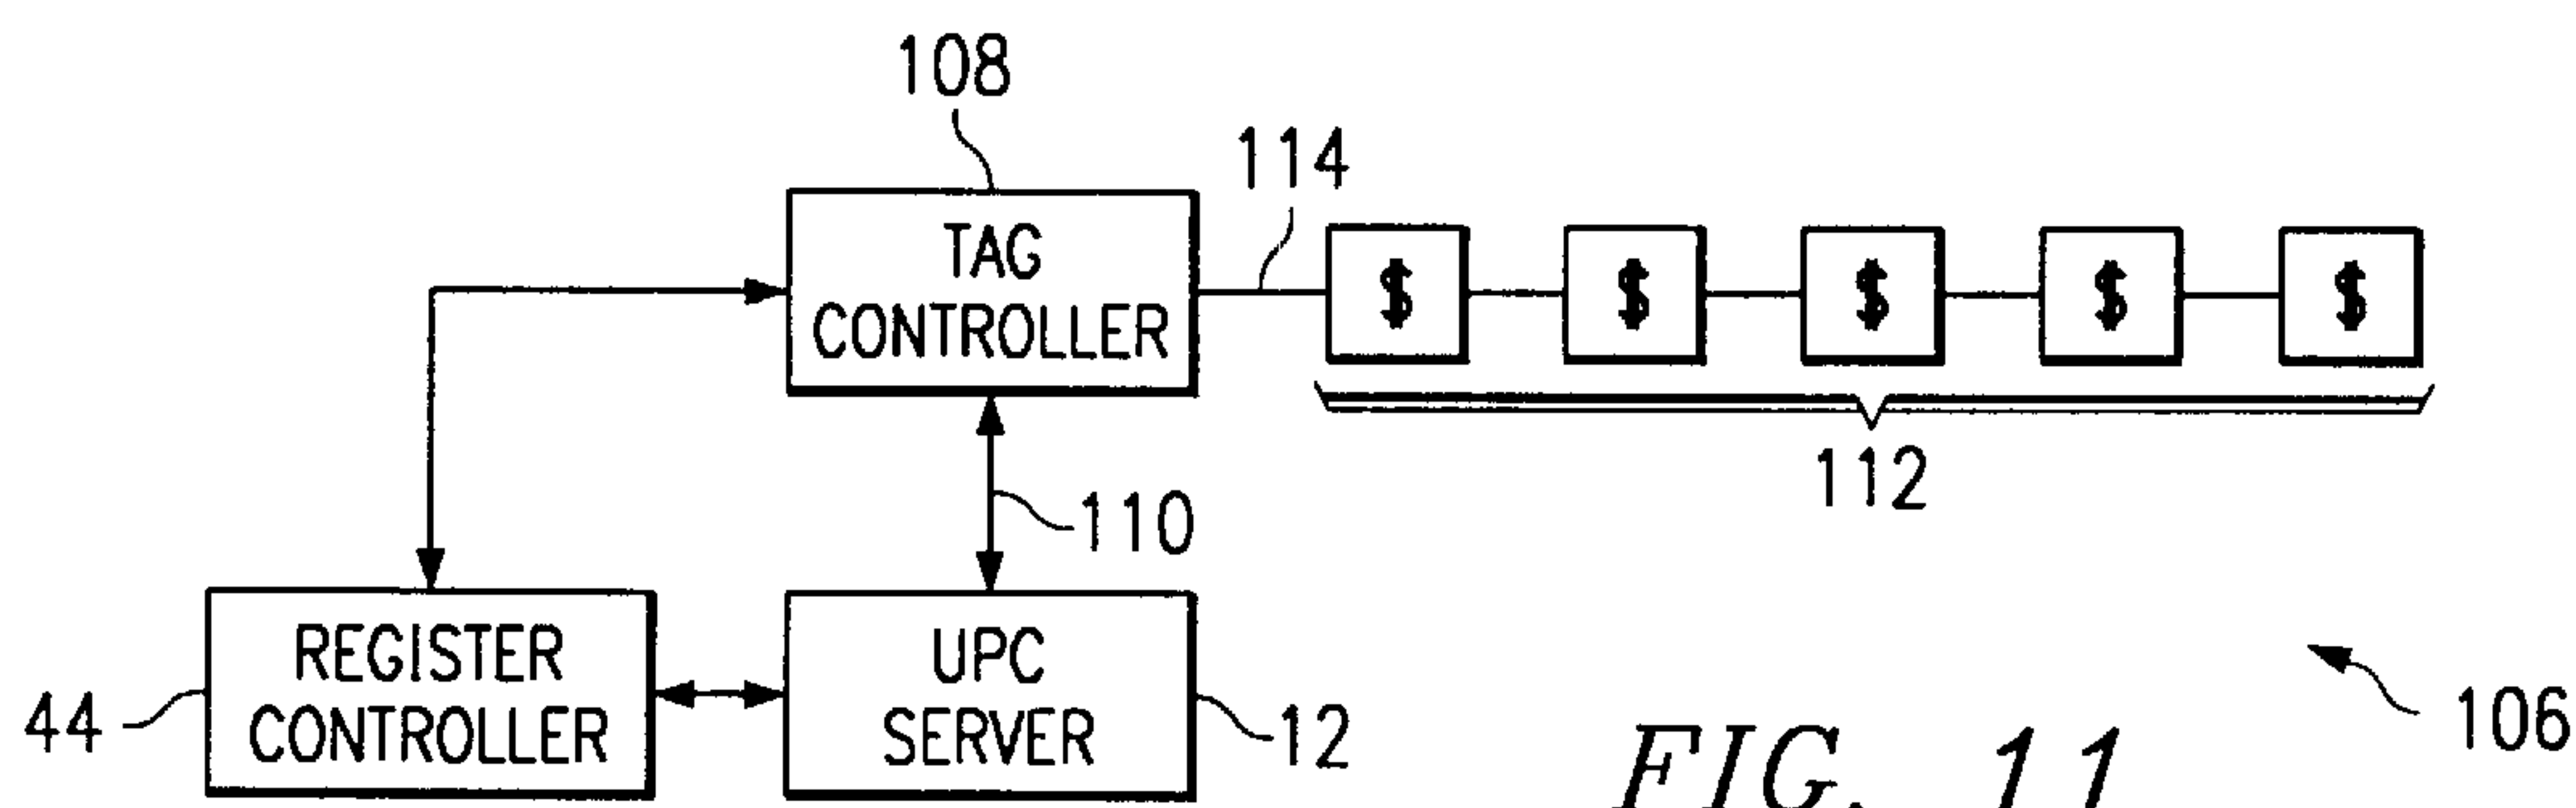 108
114
TAG
CONTROLLER
$ $ $ $ $
112
110
REGISTER
CONTROLLER
UPC
SERVER
44
12
106
FIG. 11